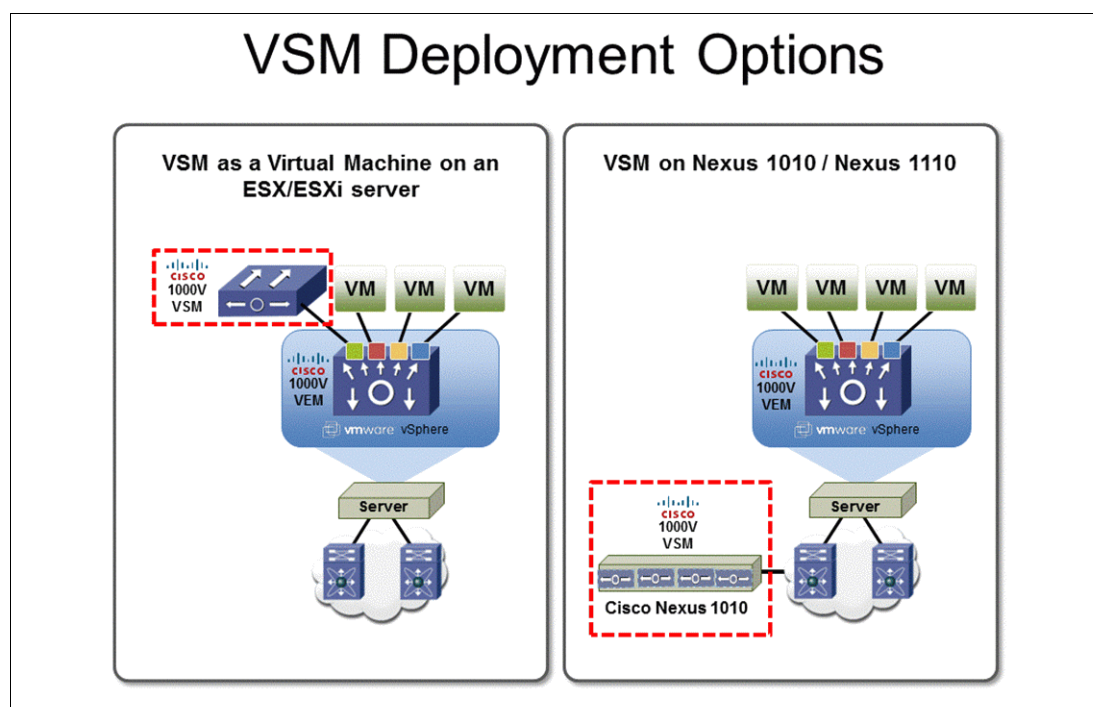 VSM Deployment Options
VSM as a Virtual Machine on an
ESX/ESXi server
CISCO
1000V
VSM
VM
VM
VM
CISCO
1000V
VEM
vmware vSphere
Server
VSM on Nexus 1010 / Nexus 1110
VM
VM
VM
VM
CISCO
1000V
VEM
vmware vSphere
Server
CISCO
1000V
VSM
Cisco Nexus 1010